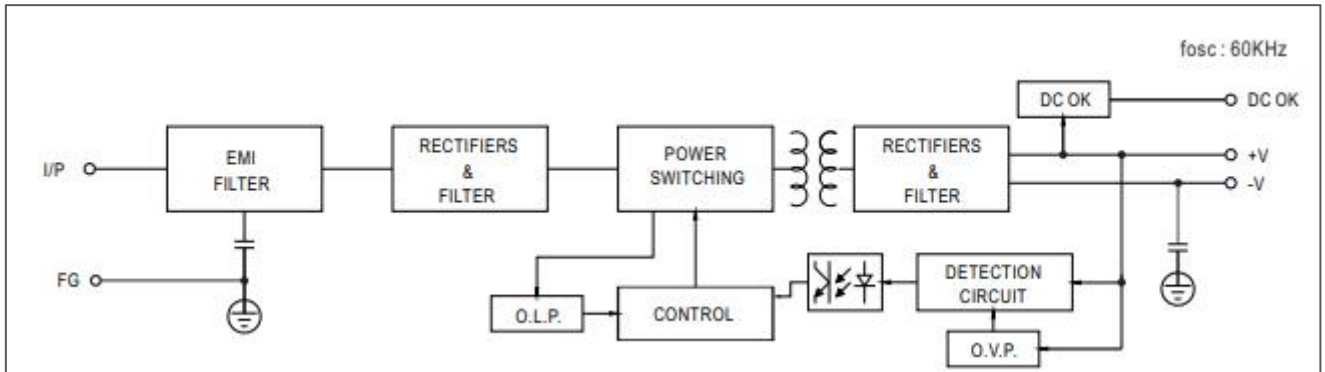 fosc : 60KHz
DC OK
DC OK
I/P
EMI
FILTER
RECTIFIERS
&
FILTER
POWER
SWITCHING
RECTIFIERS
&
FILTER
+V
-V
FG
O.L.P.
CONTROL
DETECTION
CIRCUIT
O.V.P.